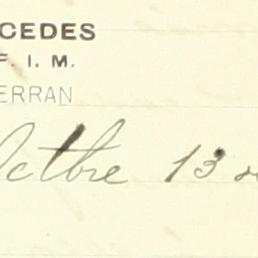 CEDES
F. I. M.
ERRAN
Octbre 13